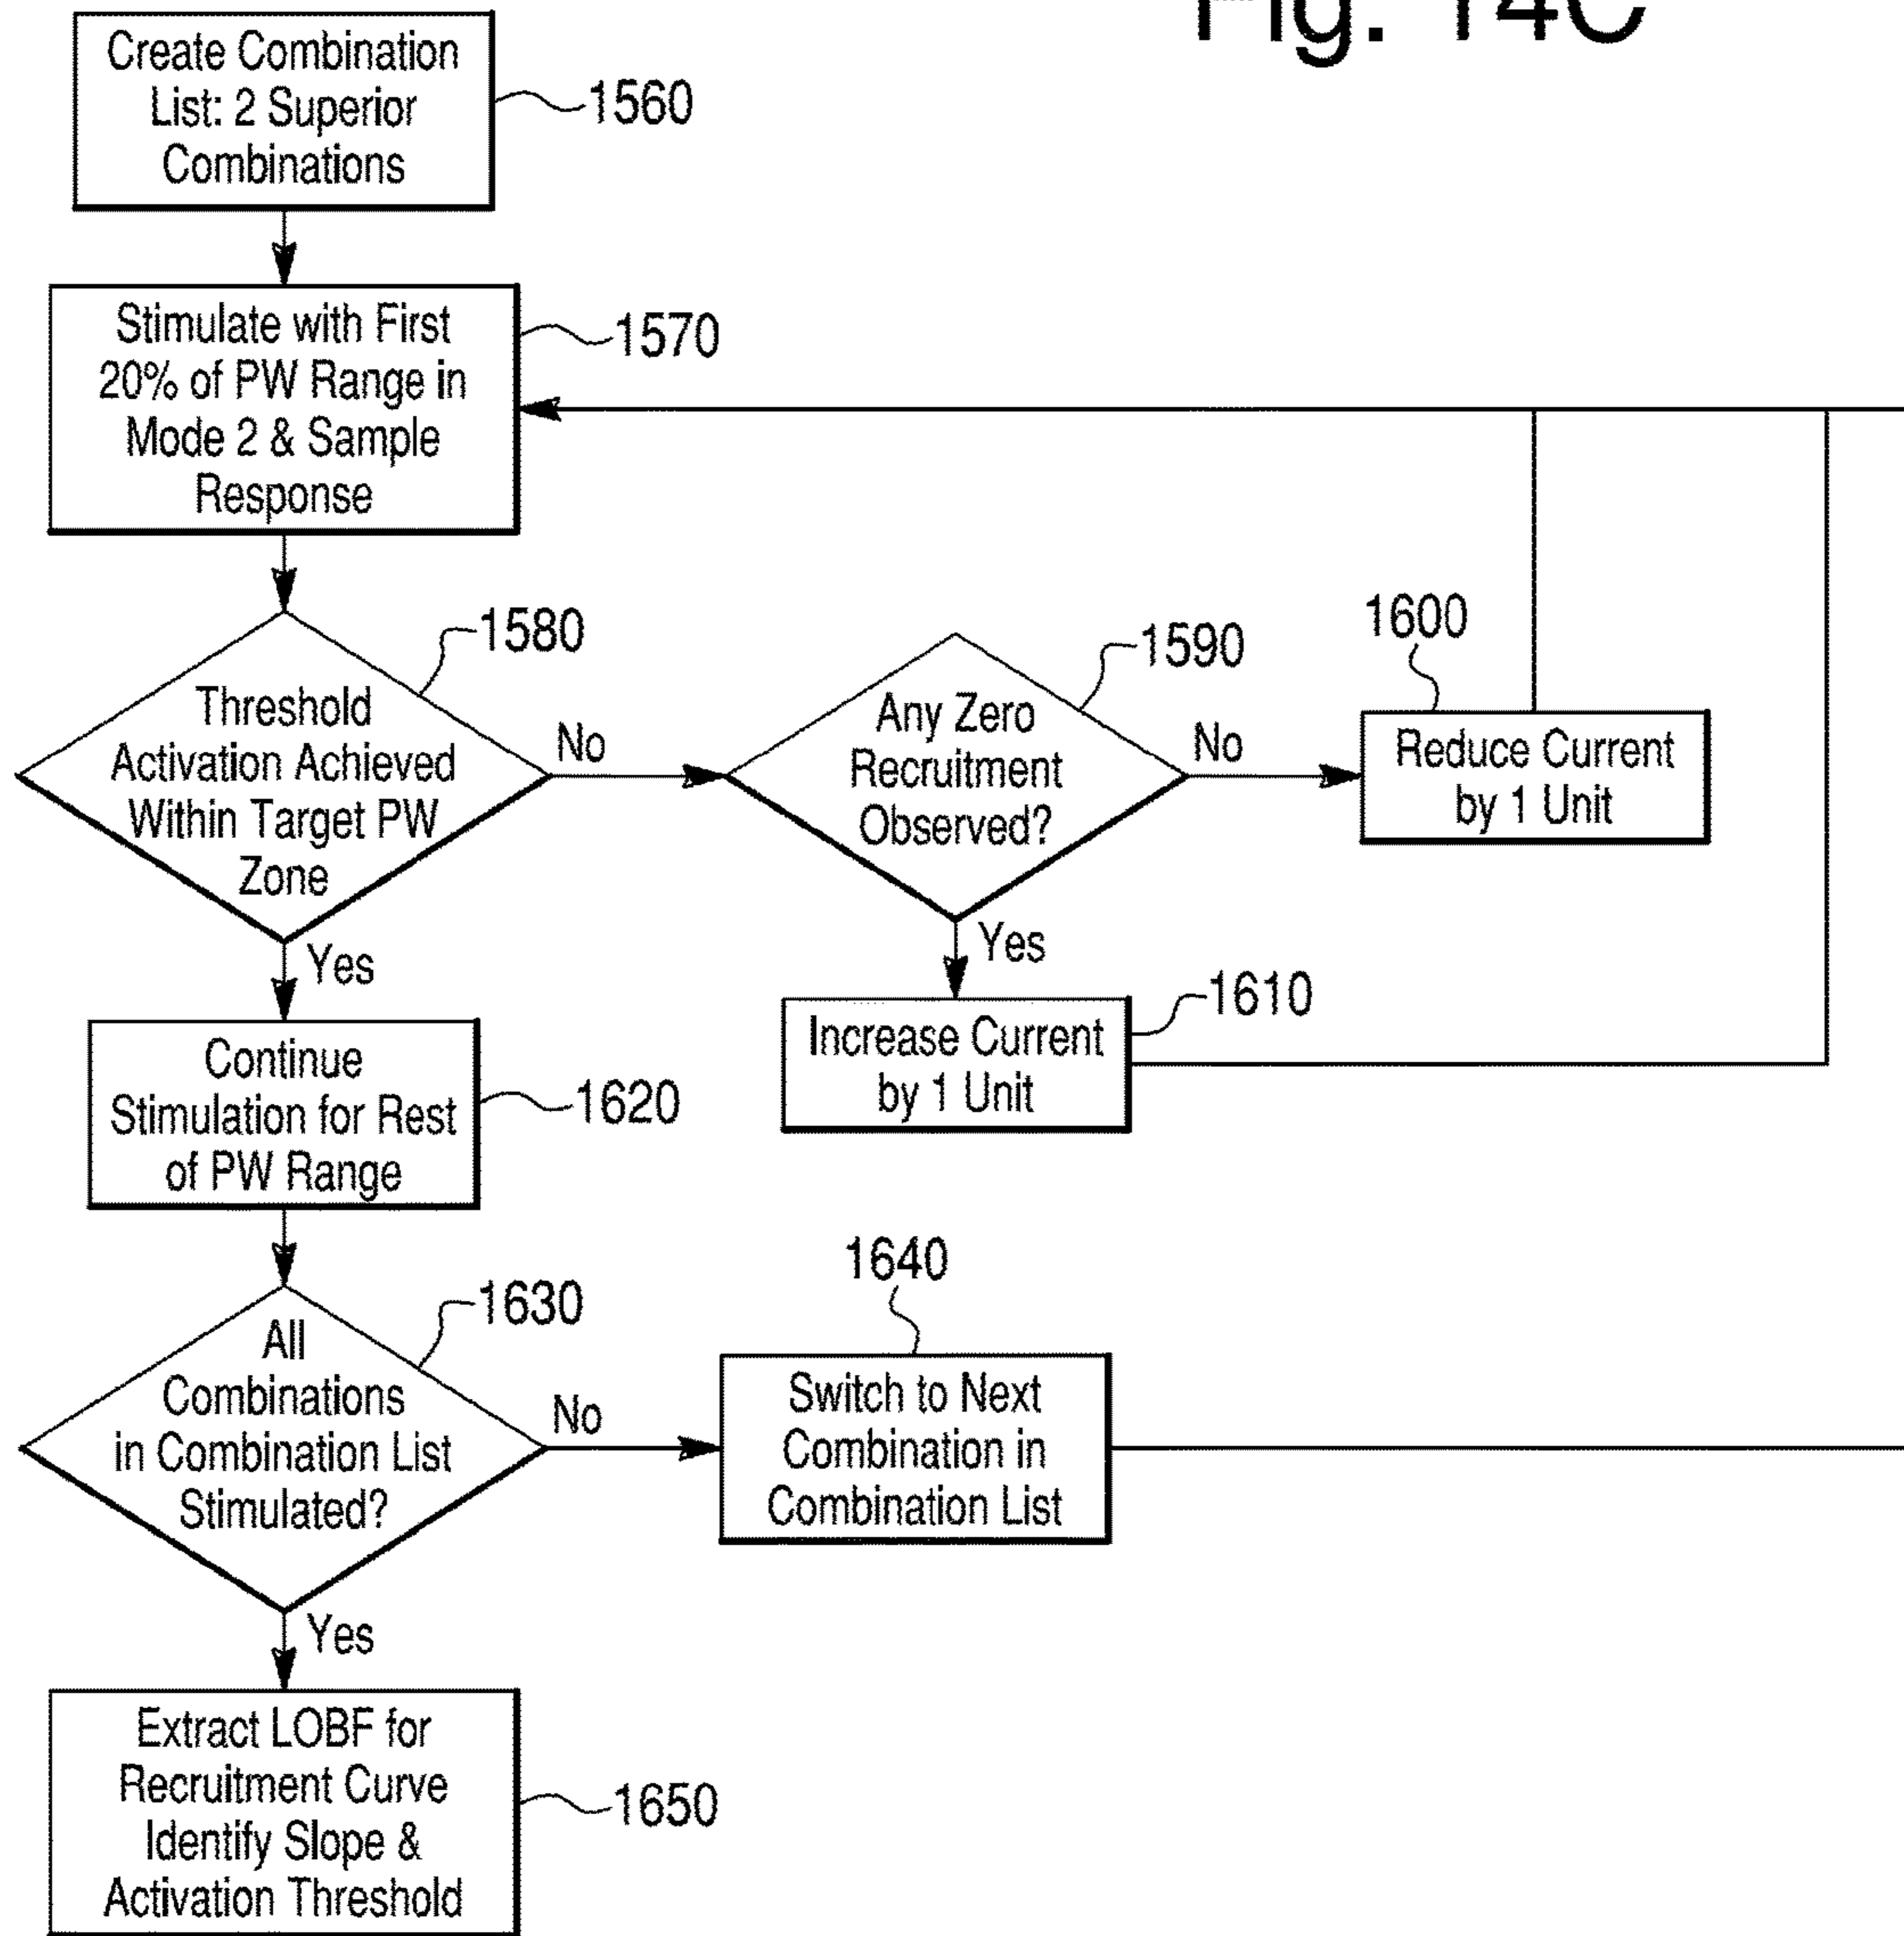 Fig. 14C
Create Combination
List: 2 Superior
Combinations
1560
Stimulate with First
20% of PW Range in
Mode 2 & Sample
Response
1570
Threshold
Activation Achieved
Within Target PW
Zone
1580
No
Any Zero
Recruitment
Observed?
1590
No
1600
Reduce Current
by 1 Unit
Yes
Increase Current
by 1 Unit
1610
Yes
Continue
Stimulation for Rest
of PW Range
1620
All
Combinations
in Combination List
Stimulated?
1630
No
1640
Switch to Next
Combination in
Combination List
Yes
Extract LOBF for
Recruitment Curve
Identify Slope &
Activation Threshold
1650